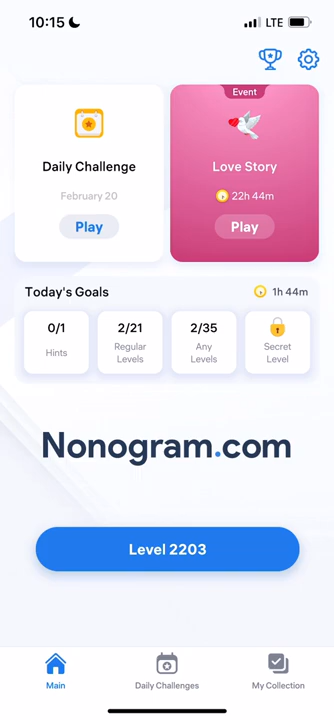 10:15
LTE
Event
Daily Challenge
February 20
Play
Love Story
22h 44m
Play
Today's Goals
1h 44m
0/1
Hints
2/21
Regular
Levels
2/35
Any
Levels
Secret
Level
Nonogram.com
Level 2203
Main
Daily Challenges
My Collection